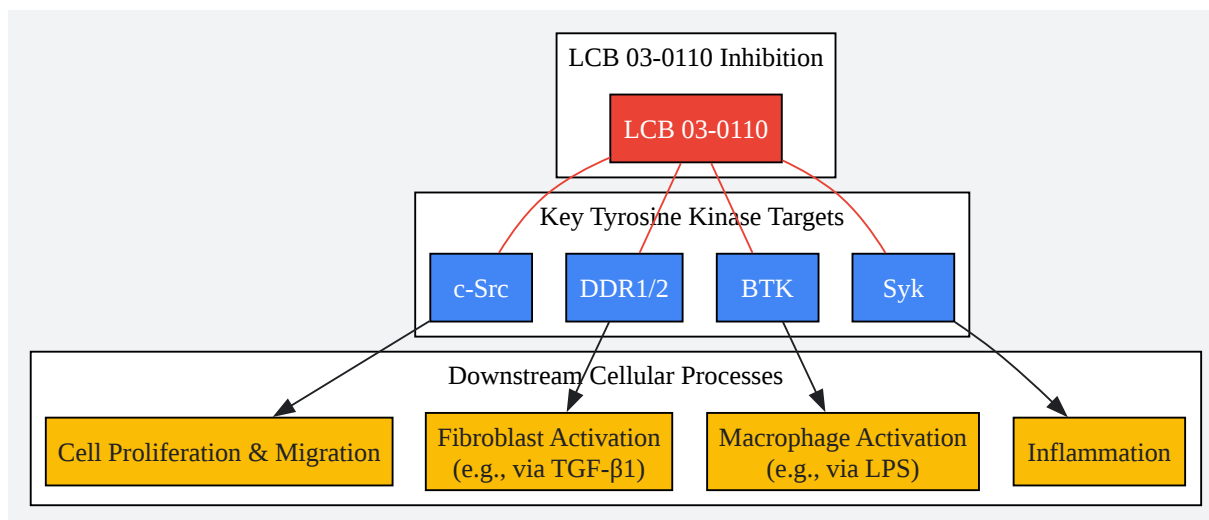 LCB 03-0110 Inhibition
LCB 03-0110
Key Tyrosine Kinase Targets
c-Src
DDR1/2
BTK
Syk
Downstream Cellular Processes
Cell Proliferation & Migration
Fibroblast Activation
(e.g., via TGF-β1)
Macrophage Activation
(e.g., via LPS)
Inflammation